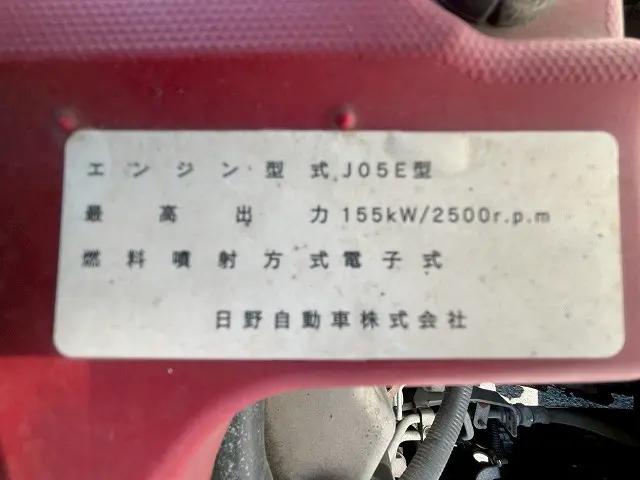 エンジン型式J05E型
最高出力155kW/2500r.p.m
燃料噴射方式電子式
日野自動車株式会社